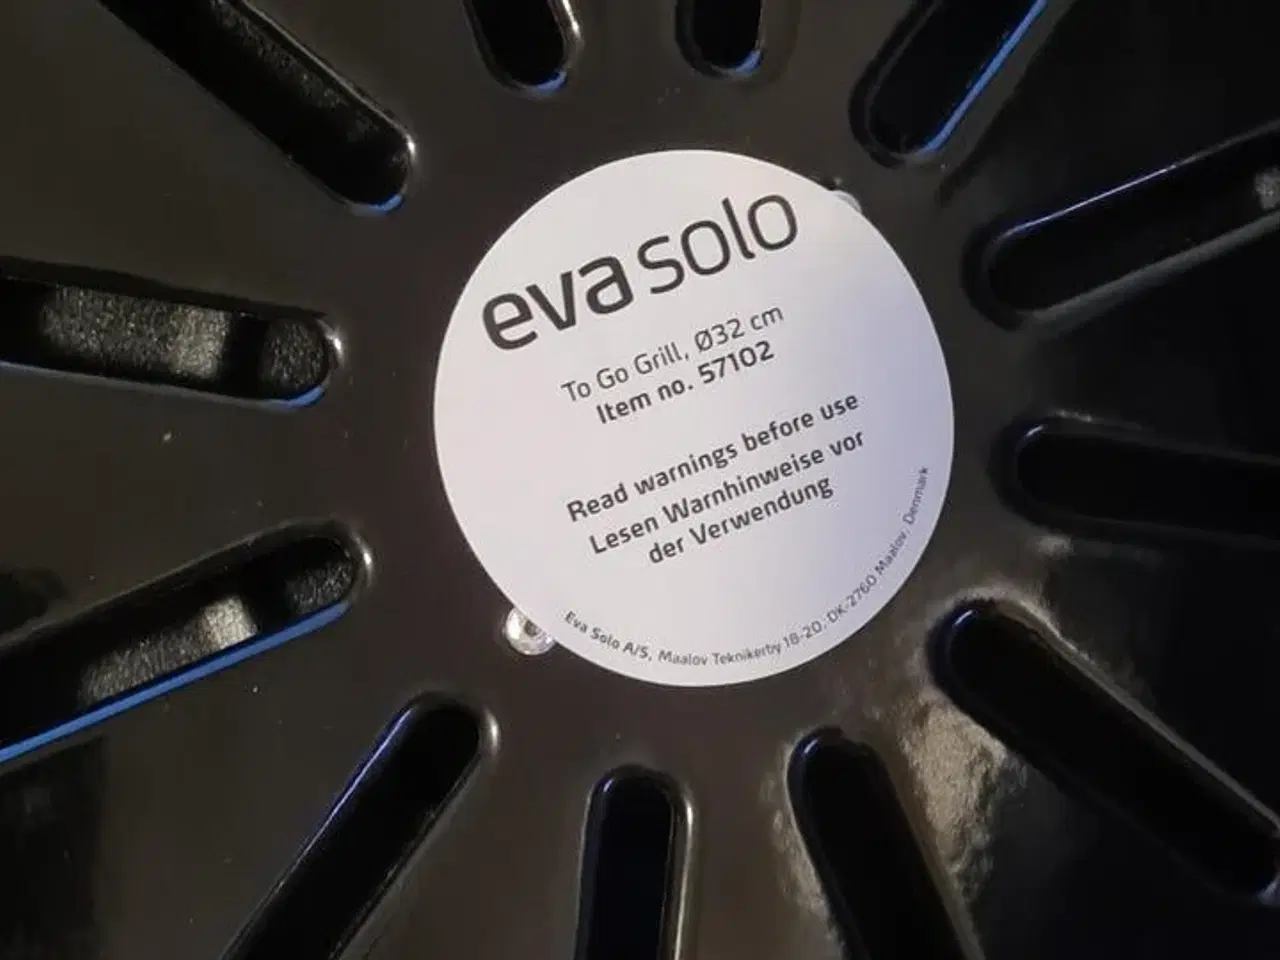 eva solo
To Go Grill, Ø32 cm
Item no. 57102
Read warnings before use
Lesen Warnhinweise vor
der Verwendung
Eva Solo A/S, Maalov Teknikerby 18-20, DK-2760 Maalov, Denmark